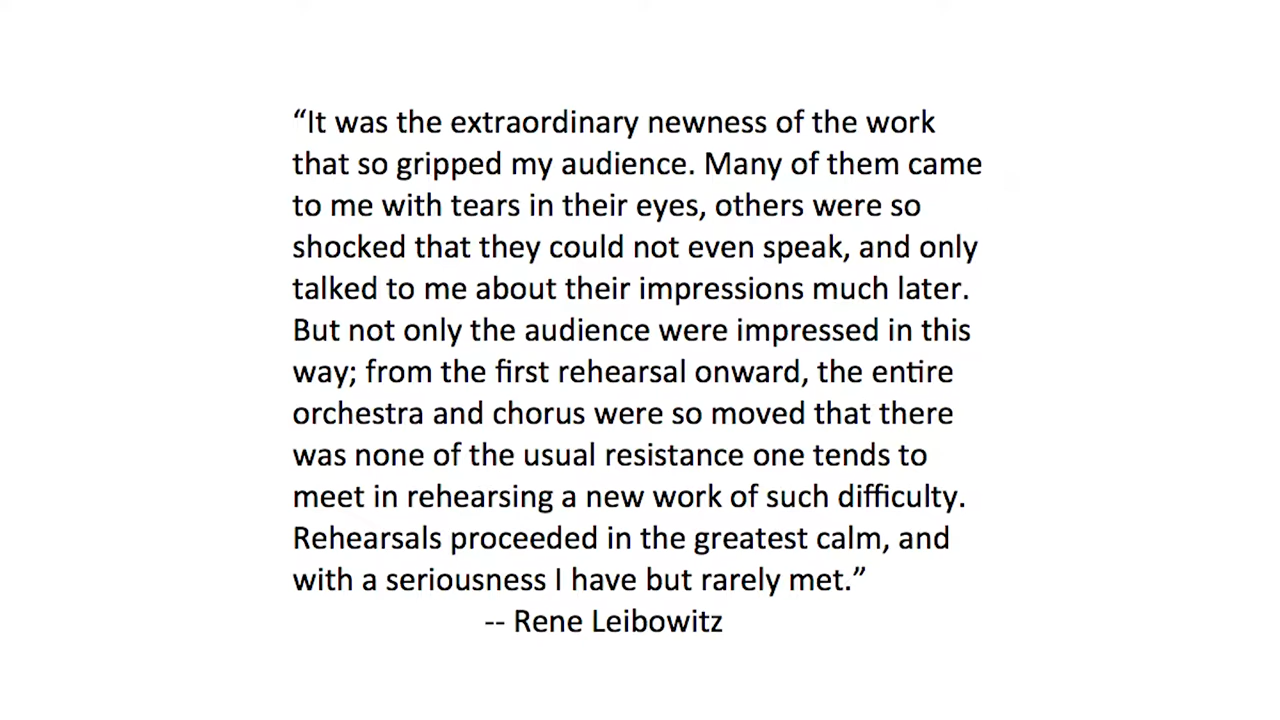 “It was the extraordinary newness of the work
that so gripped my audience. Many of them came
to me with tears in their eyes, others were so
shocked that they could not even speak, and only
talked to me about their impressions much later.
But not only the audience were impressed in this
way; from the first rehearsal onward, the entire
orchestra and chorus were so moved that there
was none of the usual resistance one tends to
meet in rehearsing a new work of such difficulty.
Rehearsals proceeded in the greatest calm, and
with a seriousness I have but rarely met.”
-- Rene Leibowitz